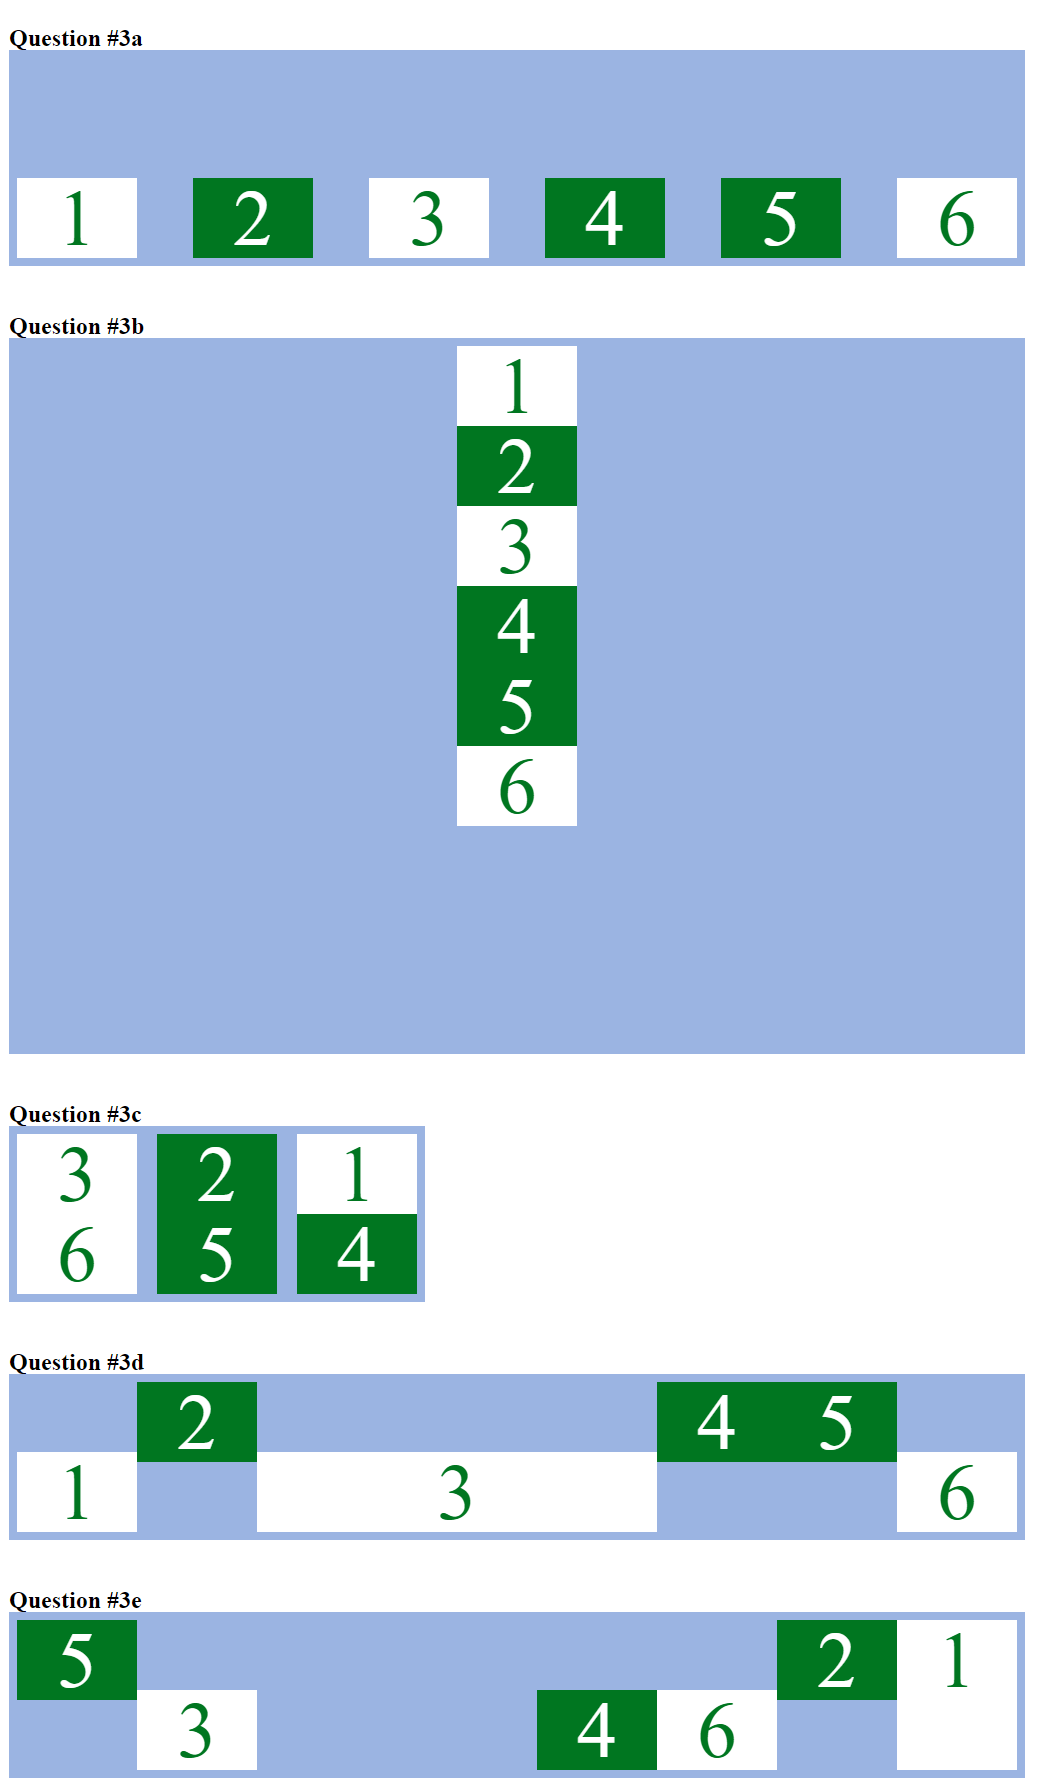 Question #3a
1 2 3 4 5 6
Question #3b
1
2
3
4
5
6
Question #3c
3 2 1
6 5 4
Question #3d
2 4 5
1 3 6
Question #3e
5 2 1
3 4 6